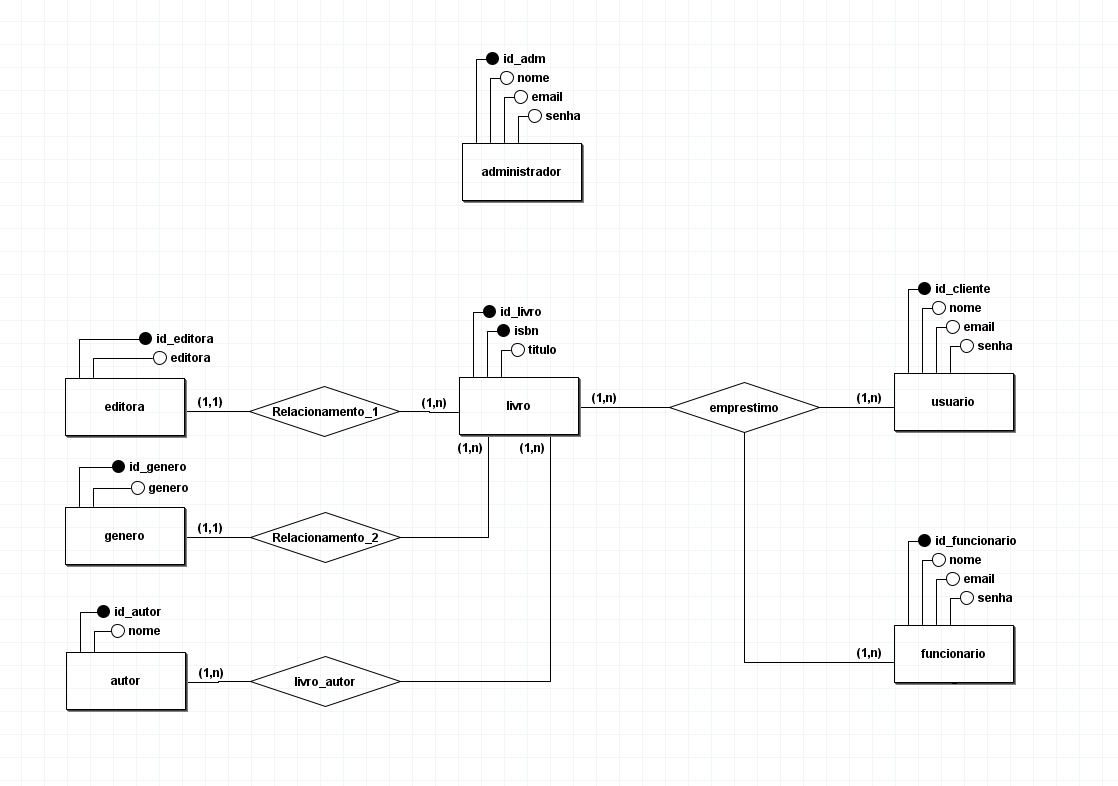 id_adm
nome
email
senha
administrador
id_cliente
nome
email
senha
usuario
id_livro
isbn
titulo
livro
id_editora
editora
editora
(1,1)
Relacionamento_1
(1,n)
(1,n)
emprestimo
(1,n)
(1,n)
(1,n)
id_genero
genero
genero
(1,1)
Relacionamento_2
id_funcionario
nome
email
senha
funcionario
(1,n)
id_autor
nome
autor
(1,n)
livro_autor